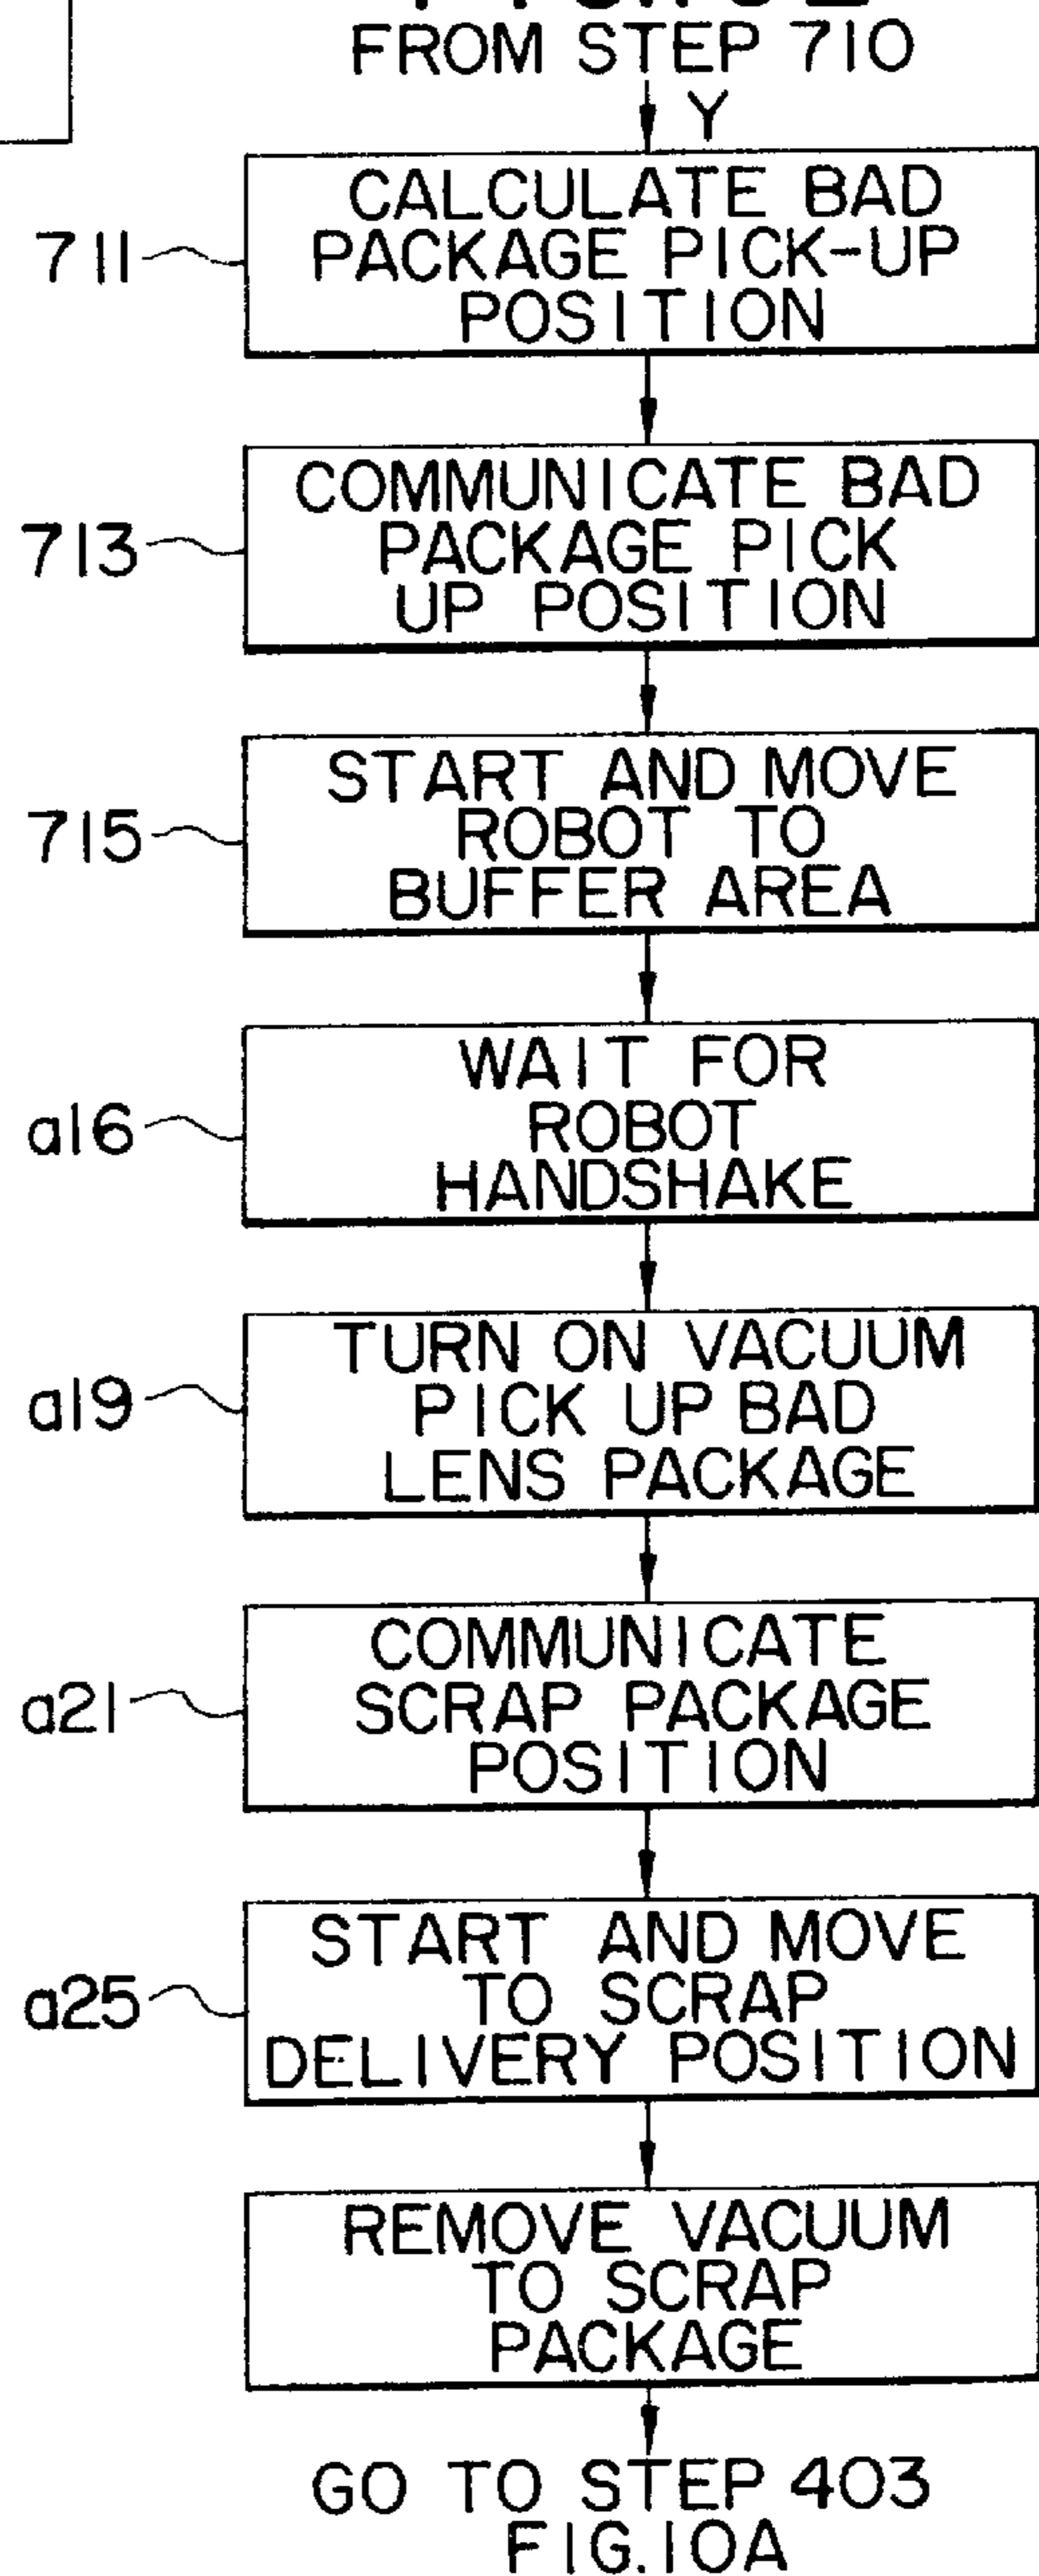 FROM STEP 710
Y
CALCULATE BAD
PACKAGE PICK-UP
POSITION
711
COMMUNICATE BAD
PACKAGE PICK
UP POSITION
713
START AND MOVE
ROBOT TO
BUFFER AREA
715
WAIT FOR
ROBOT
HANDSHAKE
a16
TURN ON VACUUM
PICK UP BAD
LENS PACKAGE
a19
COMMUNICATE
SCRAP PACKAGE
POSITION
a21
START AND MOVE
TO SCRAP
DELIVERY POSITION
a25
REMOVE VACUUM
TO SCRAP
PACKAGE
GO TO STEP 403
FIG.10A